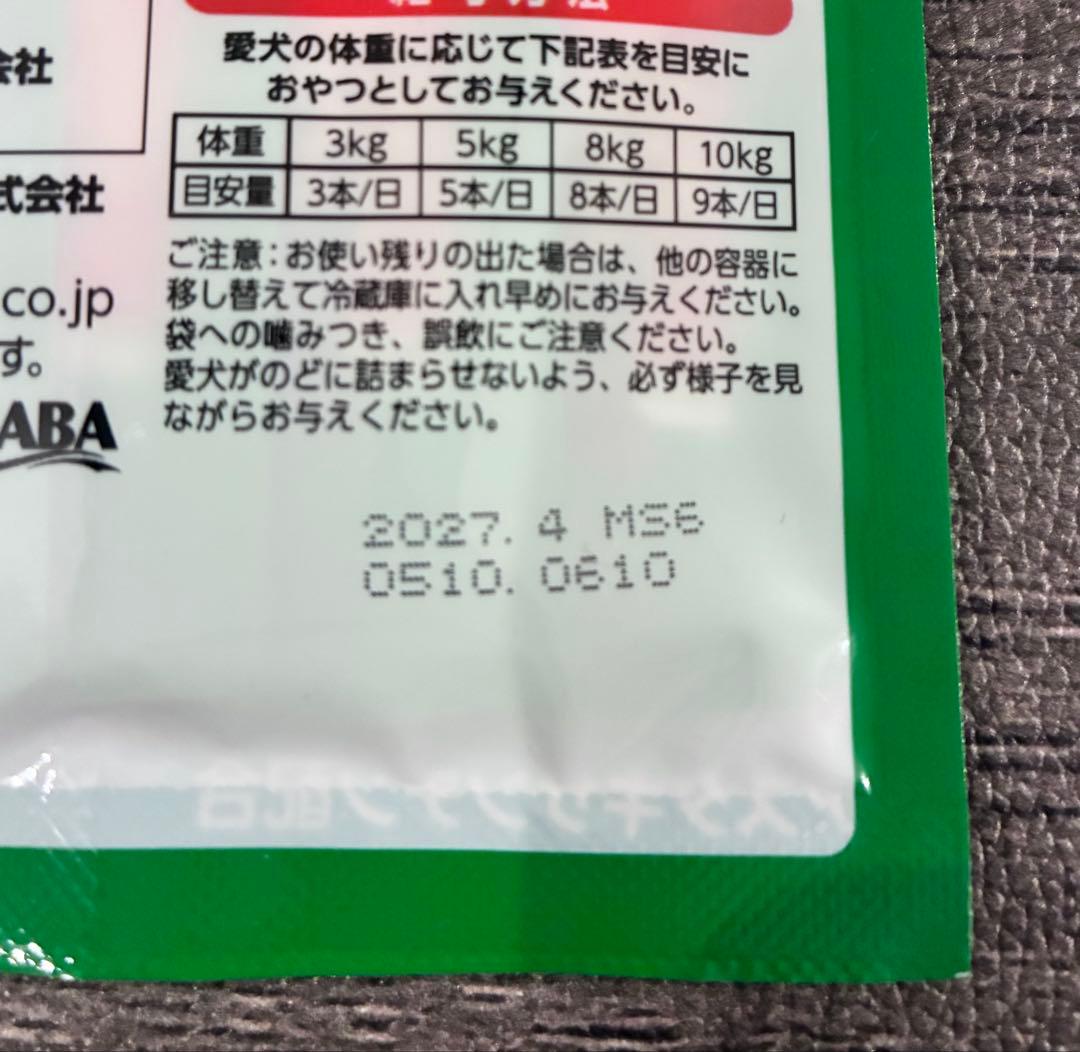 給与方法
愛犬の体重に応じて下記表を目安に
おやつとしてお与えください。
体重 3kg 5kg 8kg 10kg
目安量 3本/日 5本/日 8本/日 9本/日
ご注意：お使い残りの出た場合は、他の容器に
移し替えて冷蔵庫に入れ早めにお与えください。
袋への噛みつき、誤飲にご注意ください。
愛犬がのどに詰まらせないよう、必ず様子を見
ながらお与えください。
会社
式会社
.co.jp
す。
ABA
2027. 4 MS6
0510. 0610